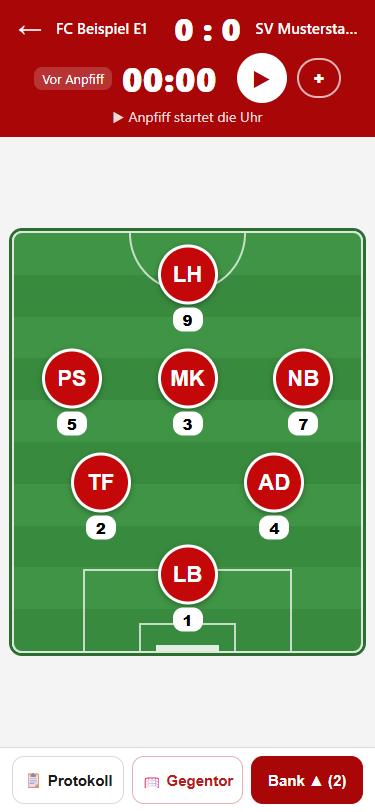 ← FC Beispiel E1 0 : 0 SV Mustersta...
Vor Anpfiff 00:00 ▶ +
▶ Anpfiff startet die Uhr
LH
9
PS MK NB
5 3 7
TF AD
2 4
LB
1
Protokoll Gegentor Bank ▲ (2)